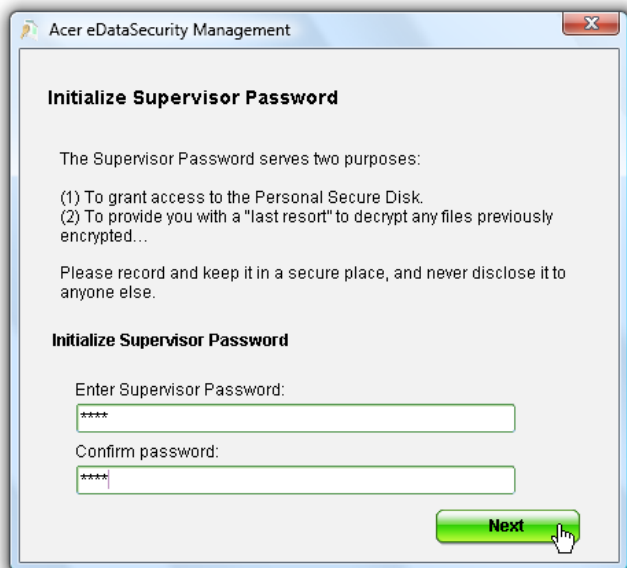 Acer eDataSecurity Management
Initialize Supervisor Password
The Supervisor Password serves two purposes:
(1) To grant access to the Personal Secure Disk.
(2) To provide you with a "last resort" to decrypt any files previously
encrypted...
Please record and keep it in a secure place, and never disclose it to
anyone else.
Initialize Supervisor Password
Enter Supervisor Password:
****
Confirm password:
****
Next